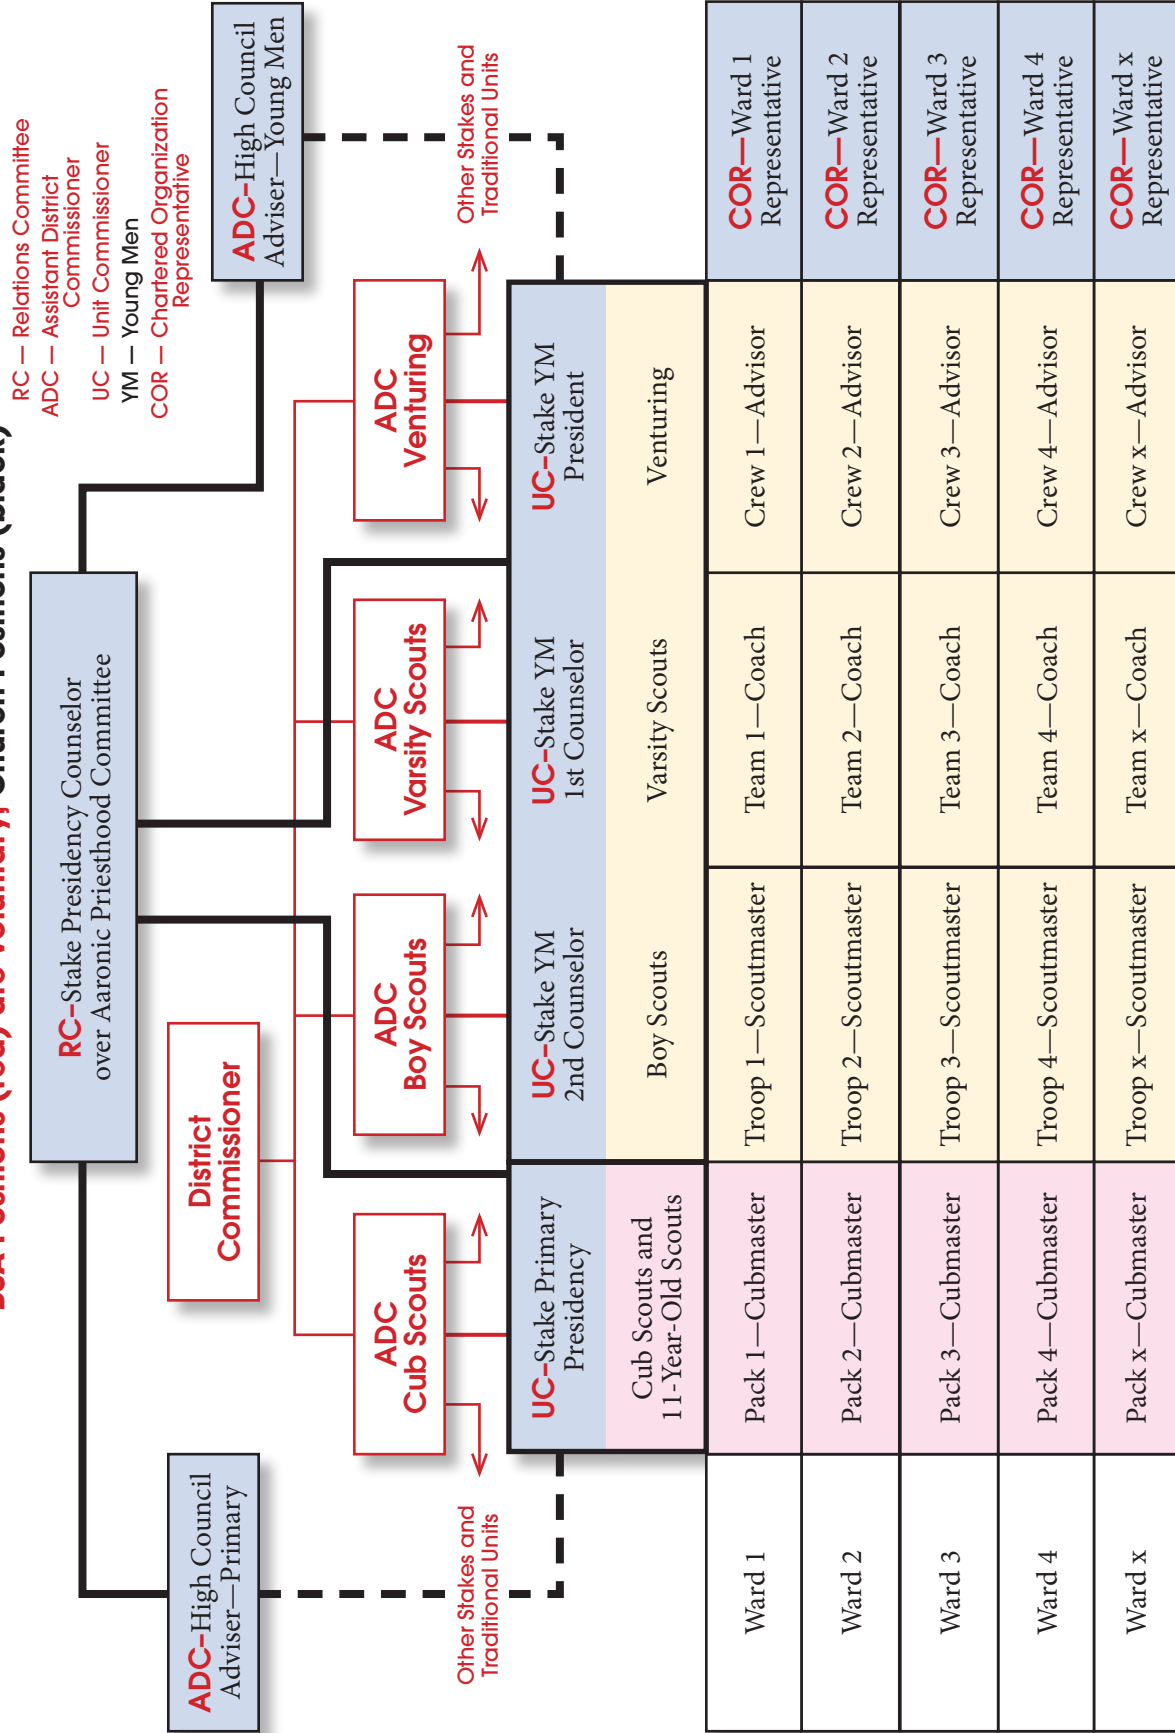 BSA Positions (red) are voluntary; Church Positions (black)
RC — Relations Committee
ADC — Assistant District
Commissioner
UC — Unit Commissioner
YM — Young Men
COR — Chartered Organization
Representative
RC–Stake Presidency Counselor
over Aaronic Priesthood Committee
ADC–High Council
Adviser—Primary
District
Commissioner
ADC–High Council
Adviser—Young Men
ADC
Cub Scouts
ADC
Boy Scouts
ADC
Varsity Scouts
ADC
Venturing
Other Stakes and
Traditional Units
Other Stakes and
Traditional Units
UC–Stake Primary
Presidency
UC–Stake YM
2nd Counselor
UC–Stake YM
1st Counselor
UC–Stake YM
President
Cub Scouts and
11-Year-Old Scouts
Boy Scouts
Varsity Scouts
Venturing
Ward 1
Pack 1—Cubmaster
Troop 1—Scoutmaster
Team 1—Coach
Crew 1—Advisor
COR—Ward 1
Representative
Ward 2
Pack 2—Cubmaster
Troop 2—Scoutmaster
Team 2—Coach
Crew 2—Advisor
COR—Ward 2
Representative
Ward 3
Pack 3—Cubmaster
Troop 3—Scoutmaster
Team 3—Coach
Crew 3—Advisor
COR—Ward 3
Representative
Ward 4
Pack 4—Cubmaster
Troop 4—Scoutmaster
Team 4—Coach
Crew 4—Advisor
COR—Ward 4
Representative
Ward x
Pack x—Cubmaster
Troop x—Scoutmaster
Team x—Coach
Crew x—Advisor
COR—Ward x
Representative